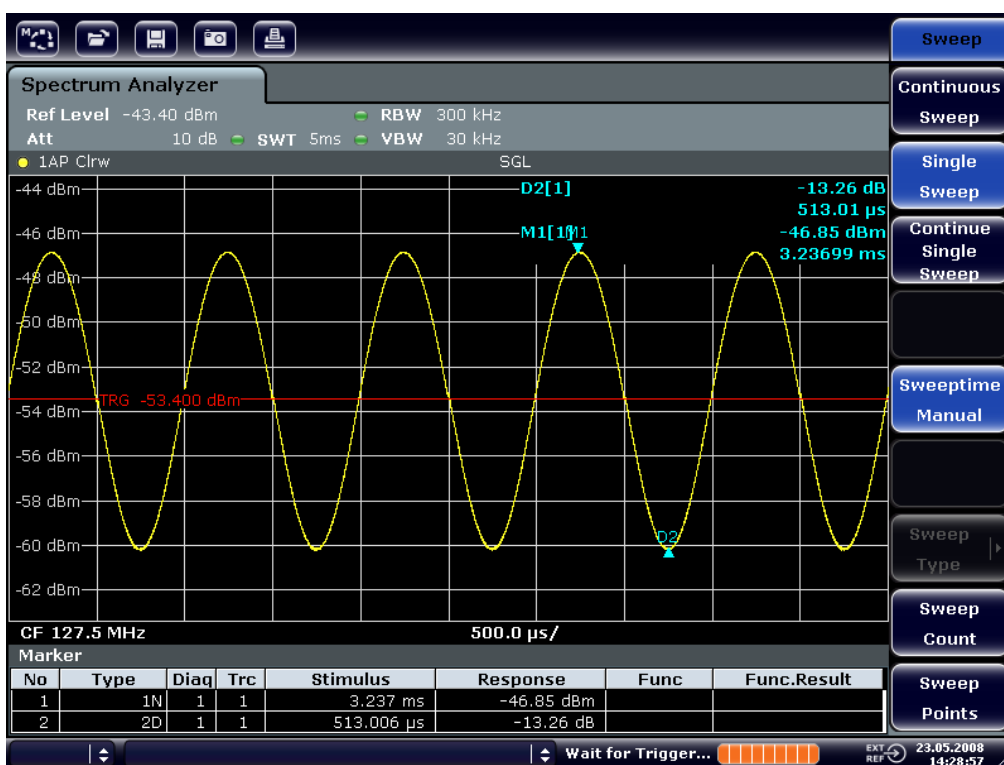 Sweep
Spectrum Analyzer
Ref Level -43.40 dBm RBW 300 kHz
Att 10 dB SWT 5ms VBW 30 kHz
1AP Clrw SGL
Continuous Sweep
Single Sweep
Continue Single Sweep
Sweeptime Manual
Sweep Type
Sweep Count
Sweep Points
-44 dBm
-46 dBm
-48 dBm
-50 dBm
-52 dBm
-54 dBm
-56 dBm
-58 dBm
-60 dBm
-62 dBm
D2[1] -13.26 dB
513.01 µs
M1[1] M1 -46.85 dBm
3.23699 ms
TRG -53.400 dBm
D2
CF 127.5 MHz 500.0 µs/
Marker
No Type Diaq Trc Stimulus Response Func Func.Result
1 1N 1 1 3.237 ms -46.85 dBm
2 2D 1 1 513.006 µs -13.26 dB
Wait for Trigger... EXT REF 23.05.2008
14:28:57